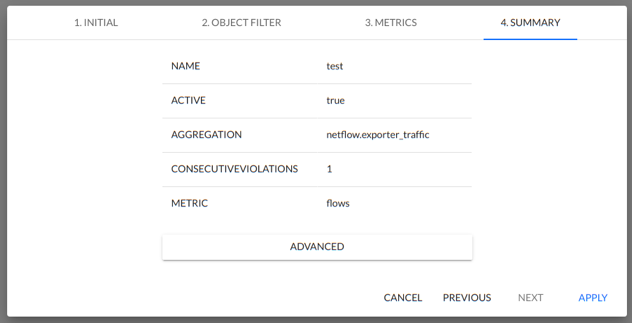 1. INITIAL 2. OBJECT FILTER 3. METRICS 4. SUMMARY
NAME test
ACTIVE true
AGGREGATION netflow.exporter_traffic
CONSECUTIVEVIOLATIONS 1
METRIC flows
ADVANCED
CANCEL PREVIOUS NEXT APPLY